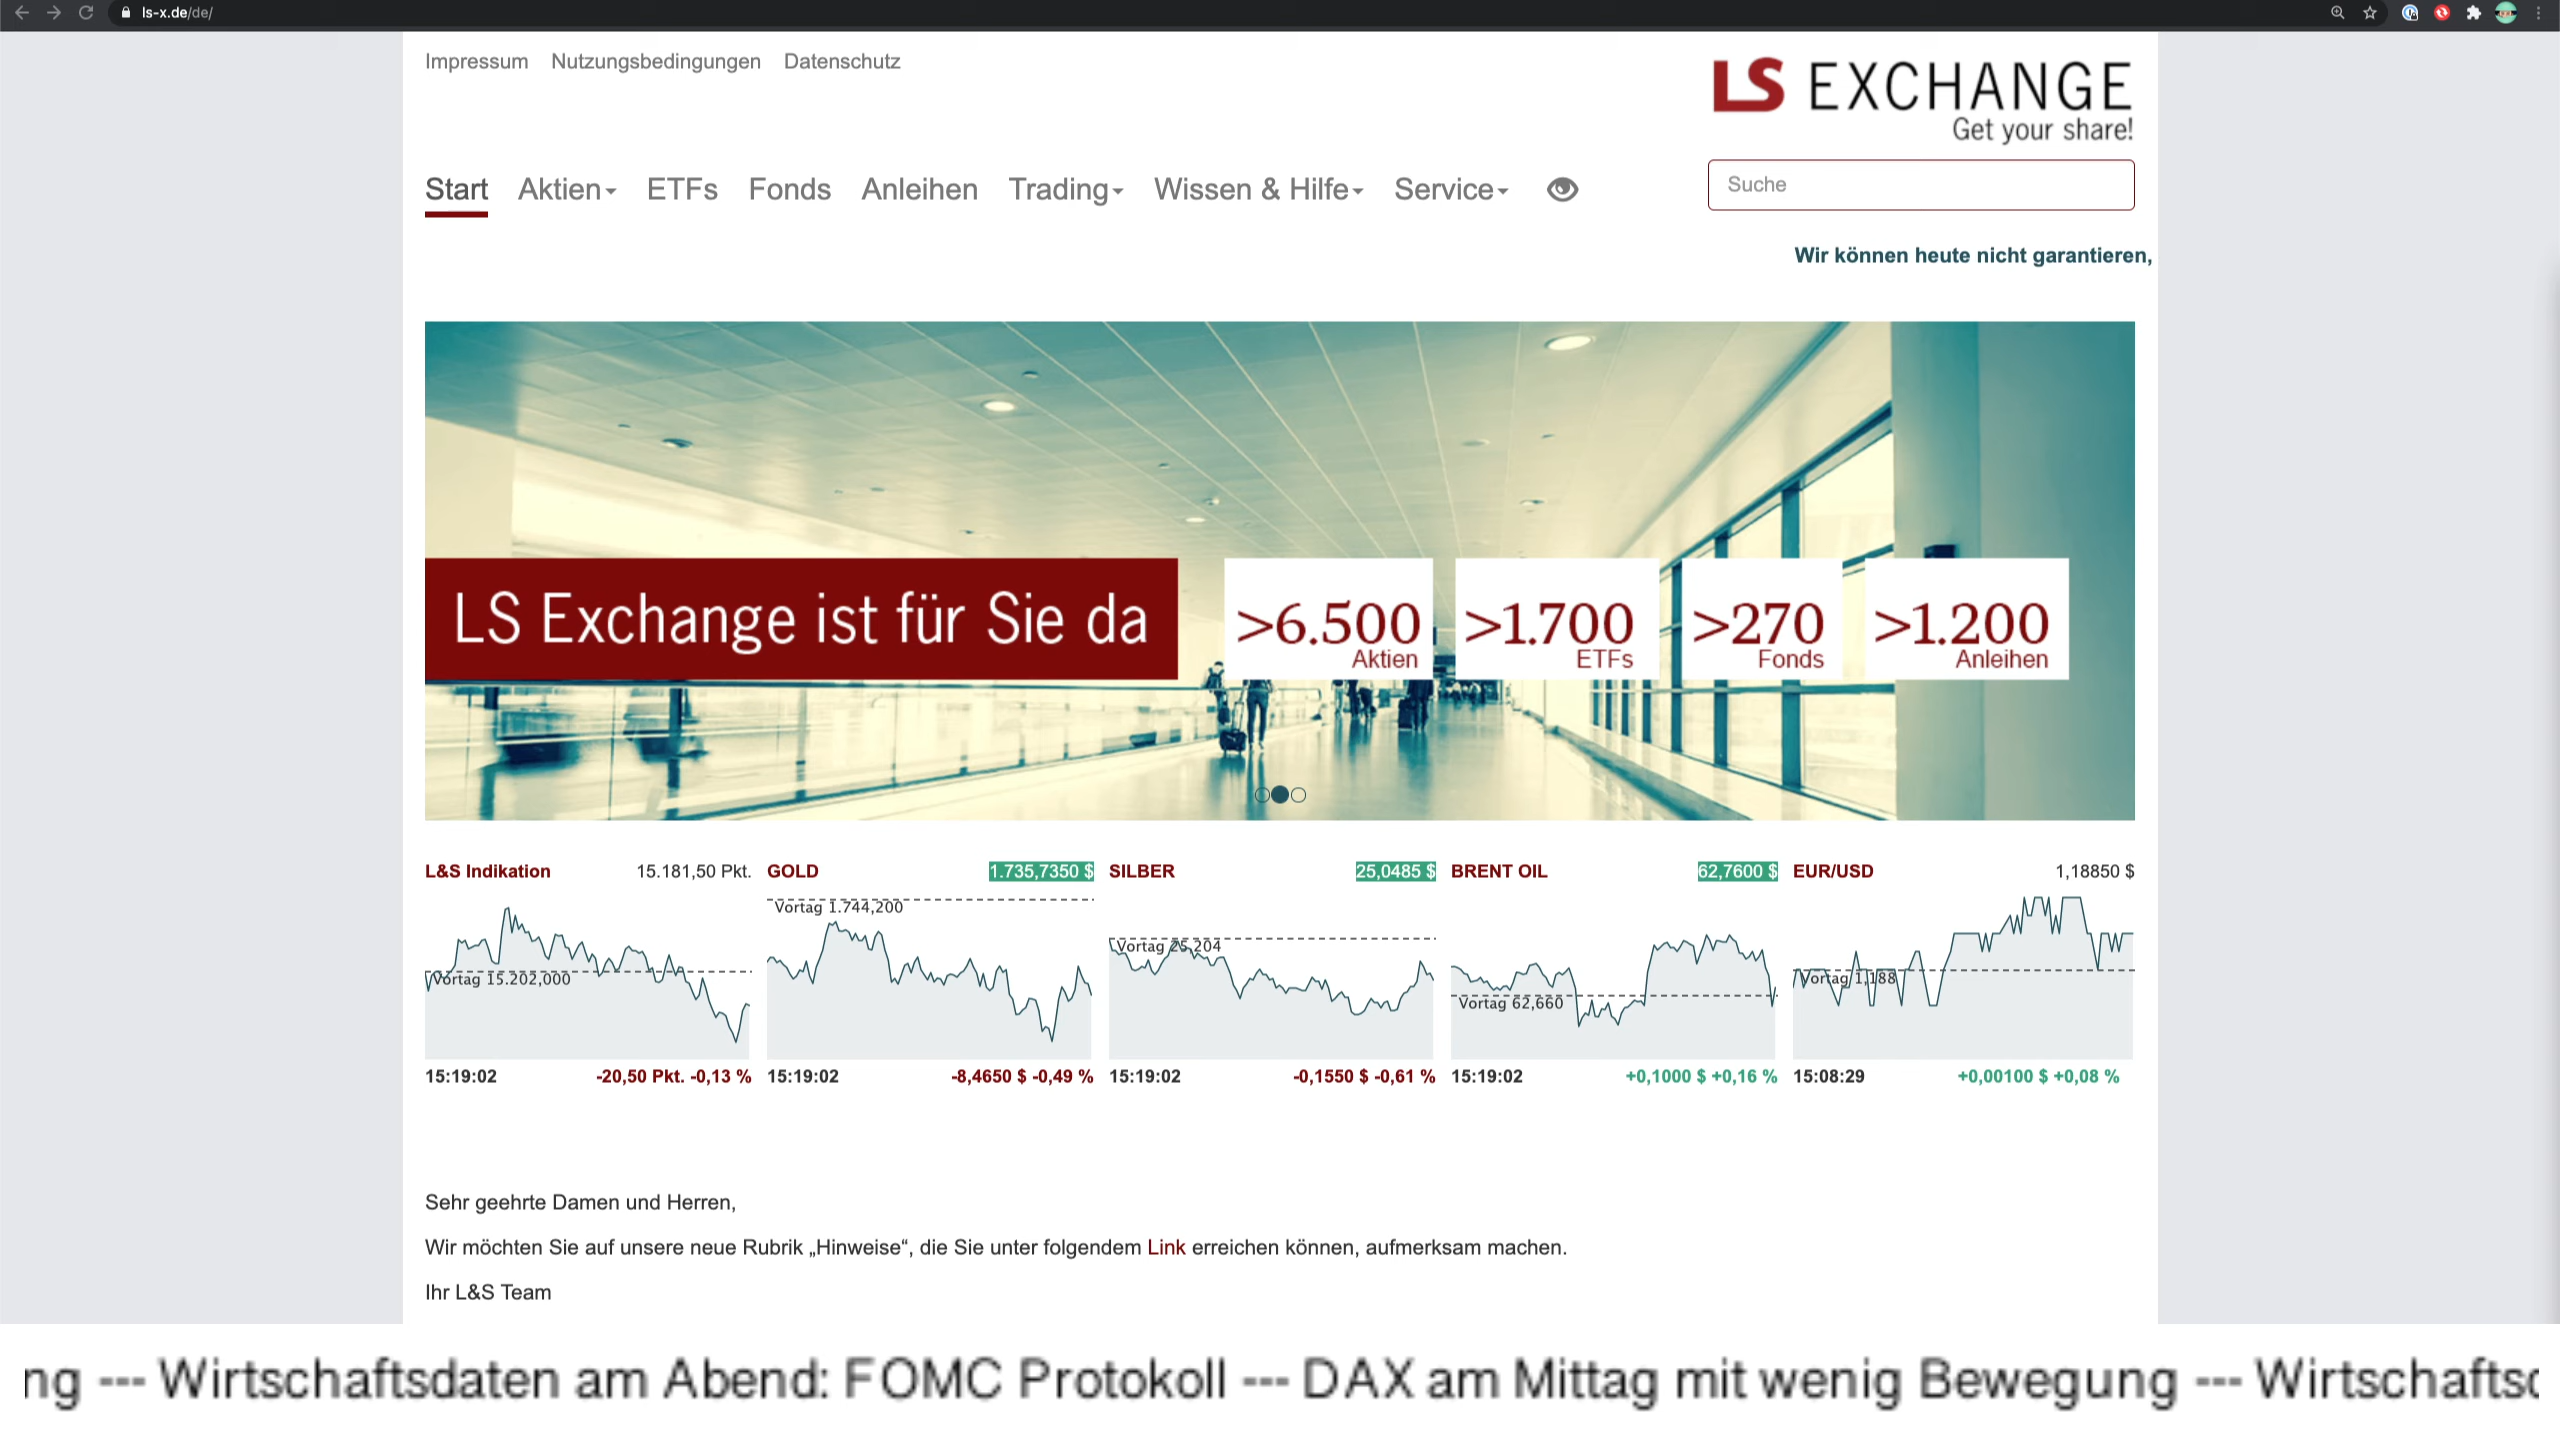 ls-x.de/de/
Impressum Nutzungsbedingungen Datenschutz
LS EXCHANGE
Get your share!
Start Aktien ETFs Fonds Anleihen Trading Wissen & Hilfe Service
Suche
Wir können heute nicht garantieren,
LS Exchange ist für Sie da
>6.500 >1.700 >270 >1.200
Aktien ETFs Fonds Anleihen
L&S Indikation 15.181,50 Pkt. GOLD 1.735,7350 $ SILBER 25,0485 $ BRENT OIL 62,7600 $ EUR/USD 1,18850 $
Vortag 1.744,200
Vortag 25,204
Vortag 15.202,000
Vortag 1,188
Vortag 62,660
15:19:02 -20,50 Pkt. -0,13 % 15:19:02 -8,4650 $ -0,49 % 15:19:02 -0,1550 $ -0,61 % 15:19:02 +0,1000 $ +0,16 % 15:08:29 +0,00100 $ +0,08 %
Sehr geehrte Damen und Herren,
Wir möchten Sie auf unsere neue Rubrik „Hinweise“, die Sie unter folgendem Link erreichen können, aufmerksam machen.
Ihr L&S Team
ng --- Wirtschaftsdaten am Abend: FOMC Protokoll --- DAX am Mittag mit wenig Bewegung --- Wirtschafts